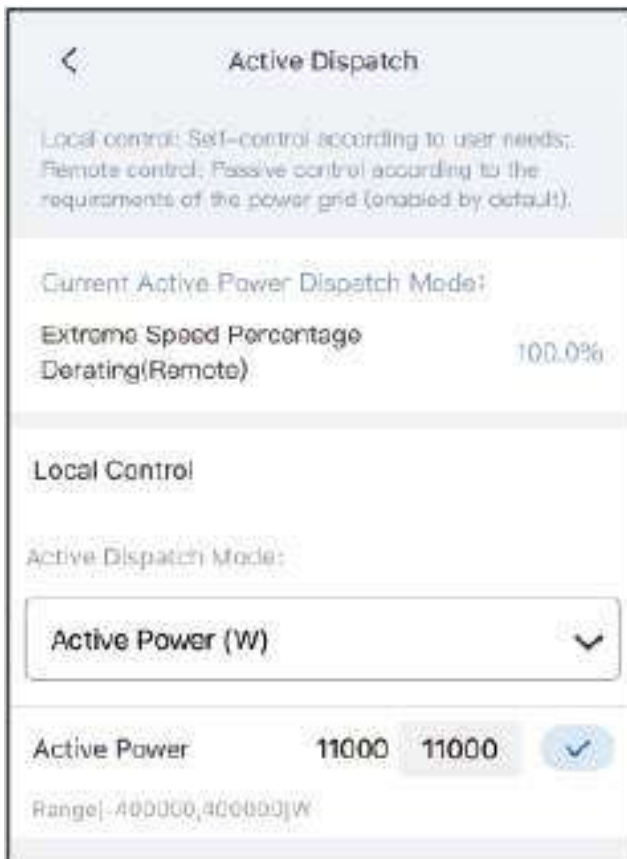 Active Dispatch
Local control: Self-control according to user needs;
Remote control: Passive control according to the
requirements of the power grid (enabled by default).
Current Active Power Dispatch Mode:
Extreme Speed Percentage
Derating(Remote)
100.0%
Local Control
Active Dispatch Mode:
Active Power (W)
Active Power 11000 11000
Range[-400000,400000]W